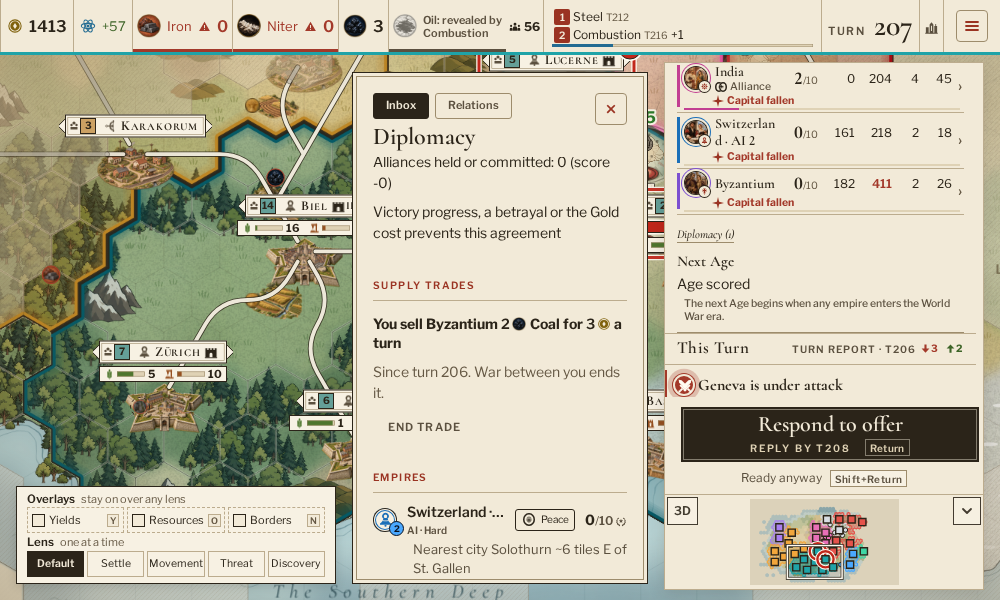 1413
+57
Iron 0
Niter 0
3
Oil: revealed by
Combustion
56
1 Steel T212
2 Combustion T216 +1
TURN 207
5 LUCERNE
3 KARAKORUM
14 BIEL
16
7 ZÜRICH
5 10
6
1
The Southern Deep
Overlays stay on over any lens
Yields Y
Resources O
Borders N
Lens one at a time
Default
Settle
Movement
Threat
Discovery
Inbox
Relations
×
Diplomacy
Alliances held or committed: 0 (score
-0)
Victory progress, a betrayal or the Gold
cost prevents this agreement
SUPPLY TRADES
You sell Byzantium 2 Coal for 3 a
turn
Since turn 206. War between you ends
it.
END TRADE
EMPIRES
Switzerland ·...
2
AI · Hard
Peace
0/10
Nearest city Solothurn ~6 tiles E of
St. Gallen
India
Alliance
2/10 0 204 4 45 ›
Capital fallen
Switzerlan
d · AI 2
0/10 161 218 2 18 ›
Capital fallen
Byzantium 0/10 182 411 2 26 ›
Capital fallen
Diplomacy (1)
Next Age
Age scored
The next Age begins when any empire enters the World
War era.
This Turn
TURN REPORT · T206 3 2
Geneva is under attack
Respond to offer
REPLY BY T208 Return
Ready anyway Shift+Return
3D